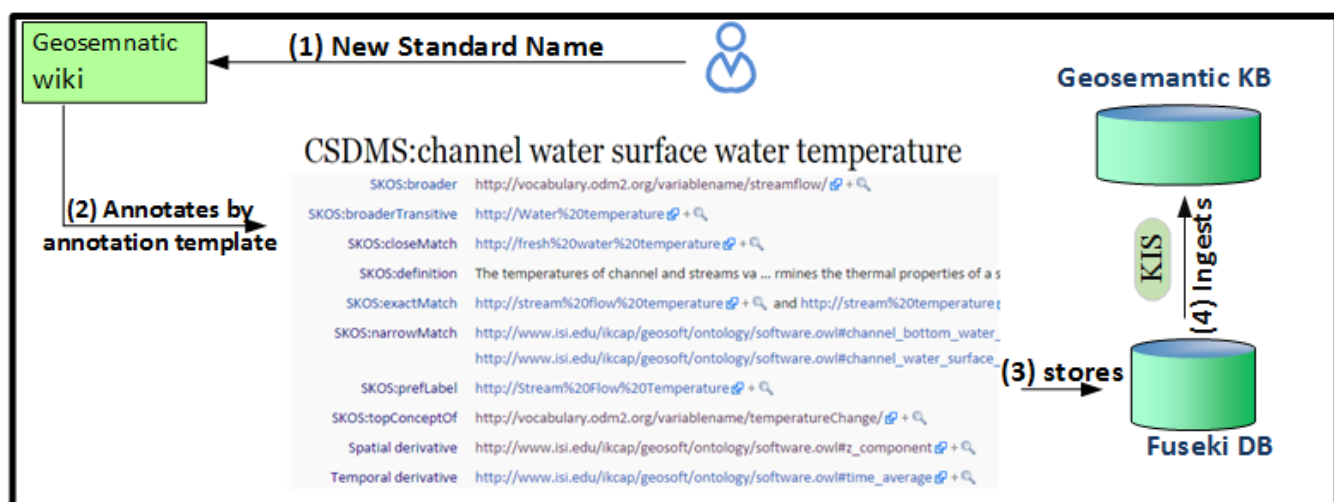 Geosemnatic
wiki
(1) New Standard Name
Geosemantic KB
CSDMS:channel water surface water temperature
(2) Annotates by
annotation template
SKOS:broader http://vocabulary.odm2.org/variablename/streamflow/ +
SKOS:broaderTransitive http://Water%20temperature +
SKOS:closeMatch http://fresh%20water%20temperature +
SKOS:definition The temperatures of channel and streams va ... rmines the thermal properties of a s
SKOS:exactMatch http://stream%20flow%20temperature + and http://stream%20temperature
SKOS:narrowMatch http://www.isi.edu/ikcap/geosoft/ontology/software.owl#channel_bottom_water_
http://www.isi.edu/ikcap/geosoft/ontology/software.owl#channel_water_surface_
SKOS:prefLabel http://Stream%20Flow%20Temperature +
SKOS:topConceptOf http://vocabulary.odm2.org/variablename/temperatureChange/ +
Spatial derivative http://www.isi.edu/ikcap/geosoft/ontology/software.owl#z_component +
Temporal derivative http://www.isi.edu/ikcap/geosoft/ontology/software.owl#time_average +
(3) stores
KIS
(4) Ingests
Fuseki DB